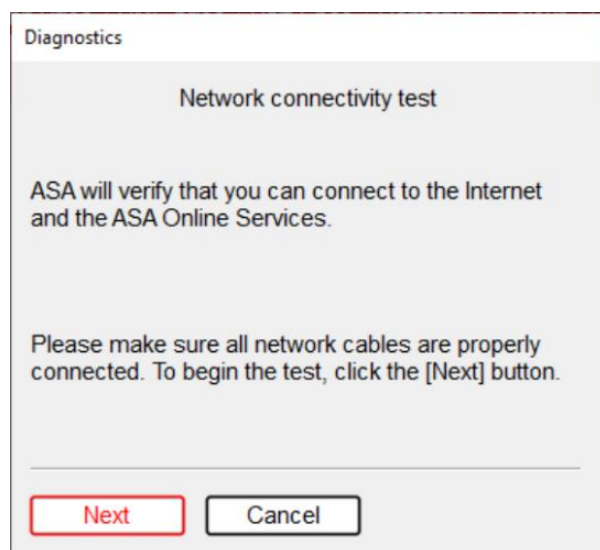 Diagnostics
Network connectivity test
ASA will verify that you can connect to the Internet
and the ASA Online Services.
Please make sure all network cables are properly
connected. To begin the test, click the [Next] button.
Next
Cancel